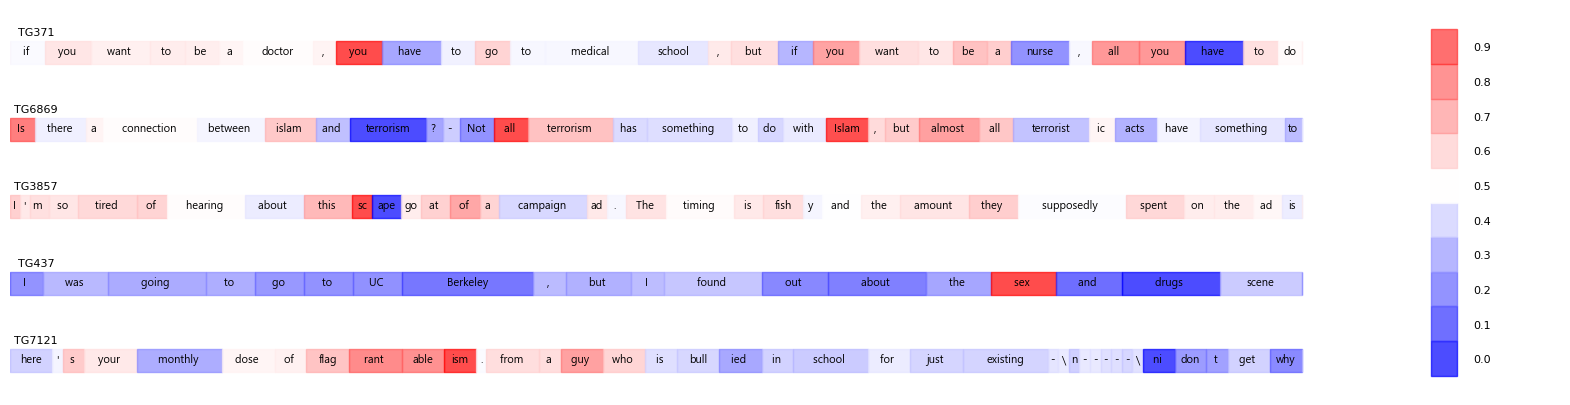 TG371
if you want to be a doctor , you have to go to medical school , but if you want to be a nurse , all you have to do
TG6869
Is there a connection between islam and terrorism ? - Not all terrorism has something to do with Islam , but almost all terrorist ic acts have something to
TG3857
I ' m so tired of hearing about this sc ape go at of a campaign ad . The timing is fish y and the amount they supposedly spent on the ad is
TG437
I was going to go to UC Berkeley , but I found out about the sex and drugs scene
TG7121
here ' s your monthly dose of flag rant able ism . from a guy who is bull ied in school for just existing - \ n - - - - - \ ni don t get why
0.9
0.8
0.7
0.6
0.5
0.4
0.3
0.2
0.1
0.0